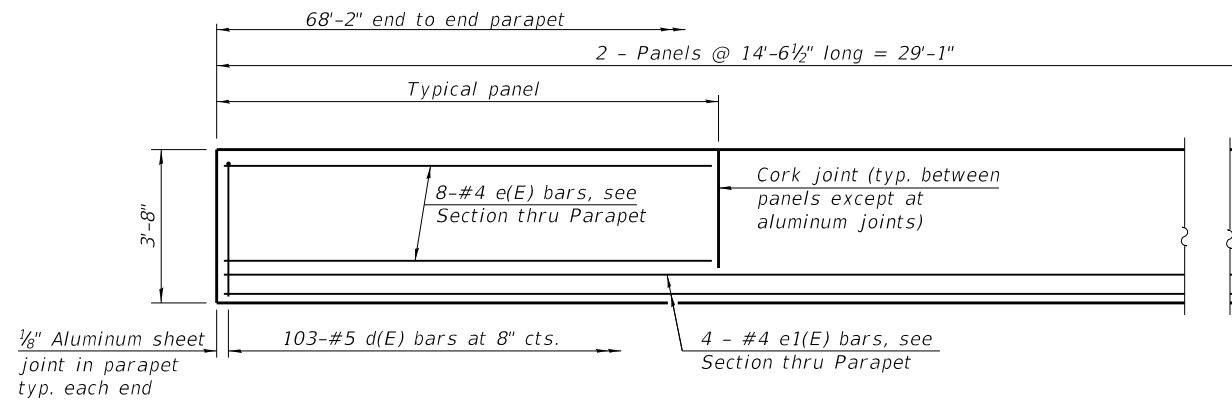 68'-2" end to end parapet
2 - Panels @ 14'-6½" long = 29'-1"
Typical panel
3'-8"
8-#4 e(E) bars, see
Section thru Parapet
Cork joint (typ. between
panels except at
aluminum joints)
⅛" Aluminum sheet
joint in parapet
typ. each end
103-#5 d(E) bars at 8" cts.
4 - #4 e1(E) bars, see
Section thru Parapet